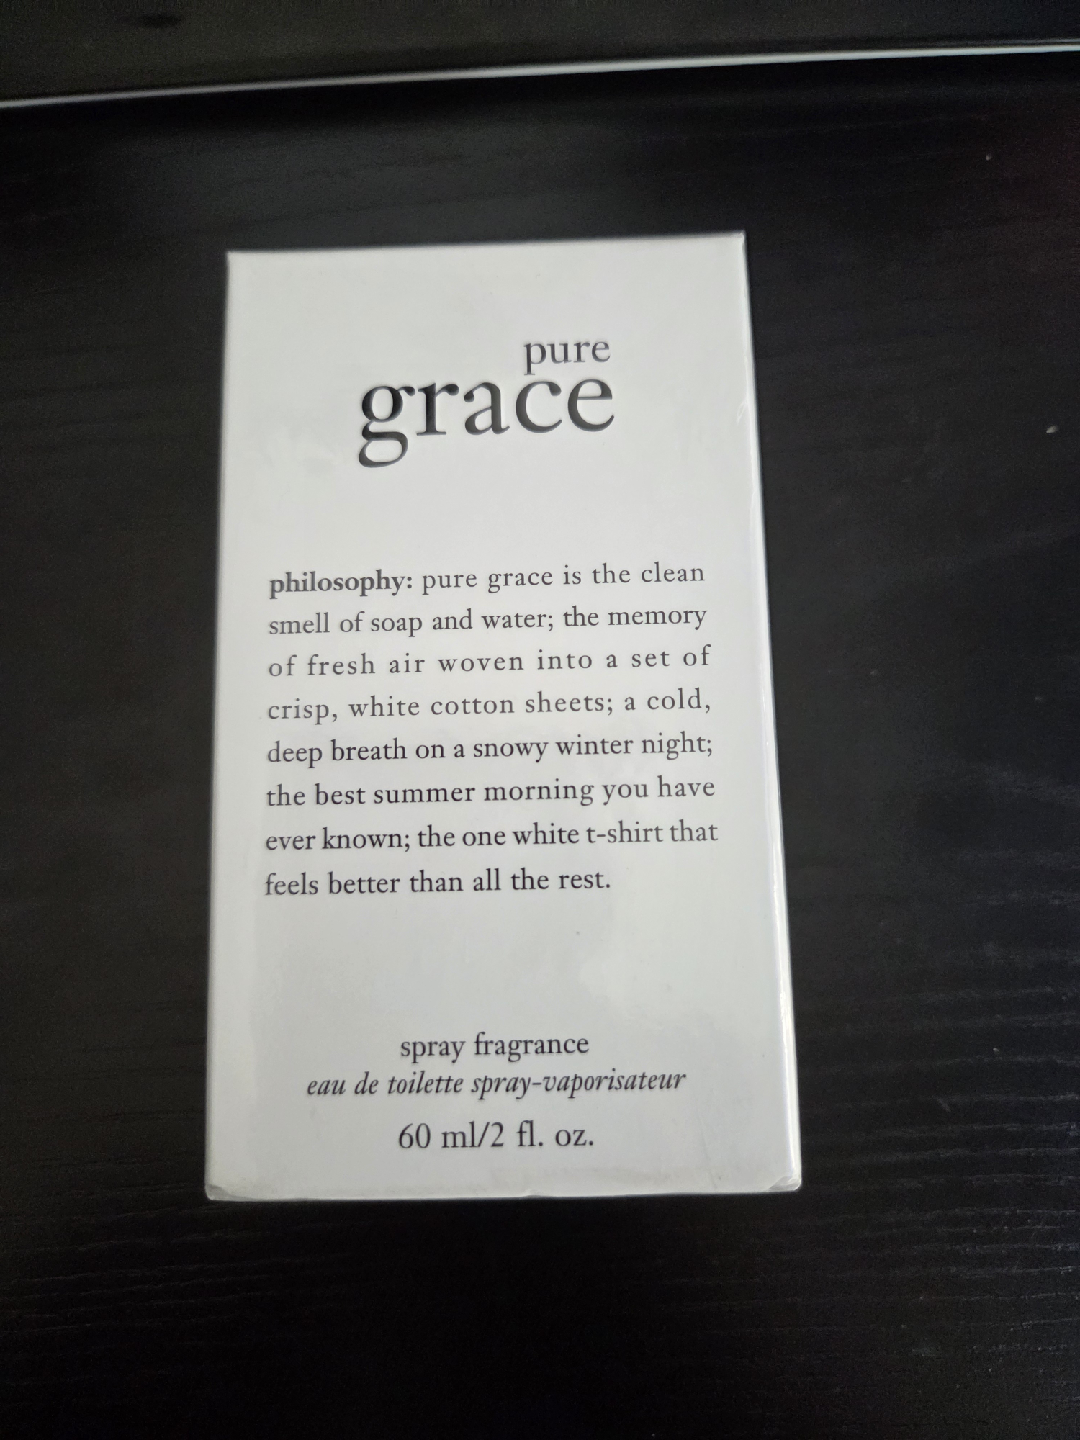 pure
grace
philosophy: pure grace is the clean
smell of soap and water; the memory
of fresh air woven into a set of
crisp, white cotton sheets; a cold,
deep breath on a snowy winter night;
the best summer morning you have
ever known; the one white t-shirt that
feels better than all the rest.
spray fragrance
eau de toilette spray-vaporisateur
60 ml/2 fl. oz.